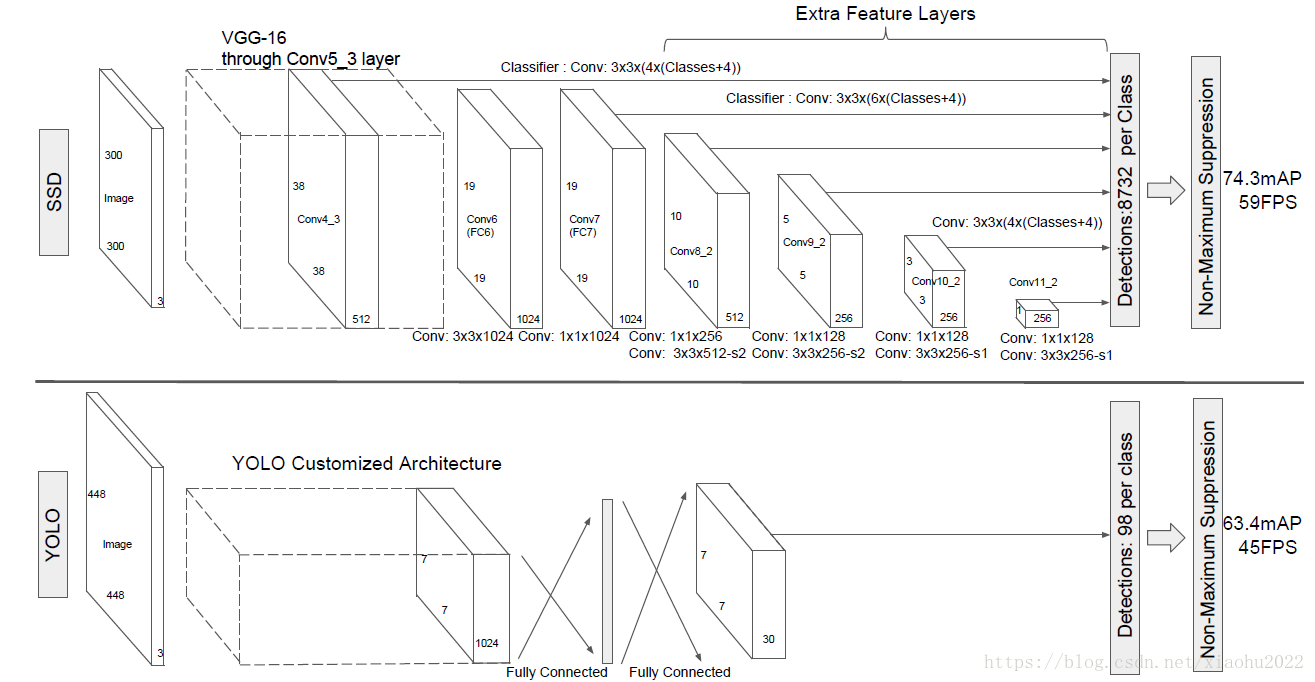 Extra Feature Layers
VGG-16
through Conv5_3 layer
Classifier : Conv: 3x3x(4x(Classes+4))
Classifier : Conv: 3x3x(6x(Classes+4))
SSD
300
Image
300
3
38
Conv4_3
38
512
19
Conv6
(FC6)
19
1024
19
Conv7
(FC7)
19
1024
10
Conv8_2
10
512
5
Conv9_2
5
256
Conv: 3x3x(4x(Classes+4))
3
Conv10_2
3
256
Conv11_2
1
256
Conv: 3x3x1024
Conv: 1x1x1024
Conv: 1x1x256
Conv: 3x3x512-s2
Conv: 1x1x128
Conv: 3x3x256-s2
Conv: 1x1x128
Conv: 3x3x256-s1
Conv: 1x1x128
Conv: 3x3x256-s1
Detections:8732 per Class
Non-Maximum Suppression
74.3mAP
59FPS
YOLO
448
Image
448
3
YOLO Customized Architecture
7
7
1024
Fully Connected
Fully Connected
7
7
30
Detections: 98 per class
Non-Maximum Suppression
63.4mAP
45FPS
https://blog.csdn.net/xiaohu2022